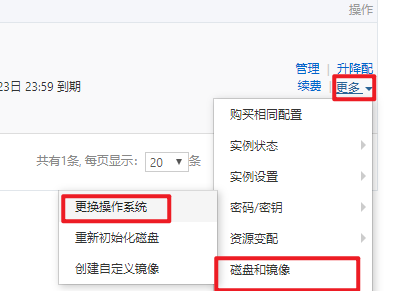 操作
管理 | 升降配
23日 23:59 到期
续费 | 更多
购买相同配置
共有1条, 每页显示: 20 条
实例状态
实例设置
更换操作系统
密码/密钥
重新初始化磁盘
资源变配
创建自定义镜像
磁盘和镜像